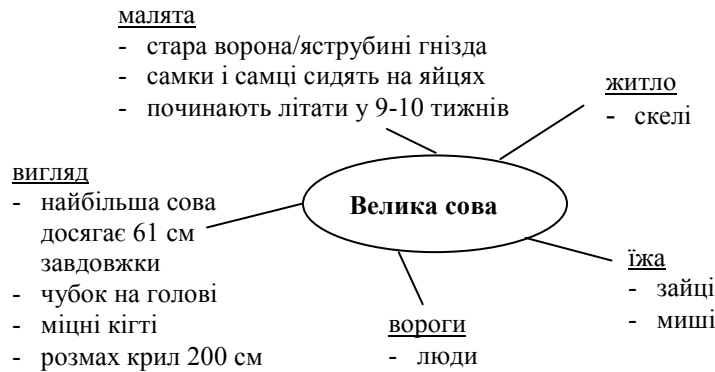 малята
- стара ворона/яструбині гнізда
- самки і самці сидять на яйцях
- починають літати у 9-10 тижнів
житло
- скелі
вигляд
- найбільша сова
досягає 61 см
завдовжки
- чубок на голові
- міцні кігті
- розмах крил 200 см
Велика сова
їжа
- зайці
- миші
вороги
- люди